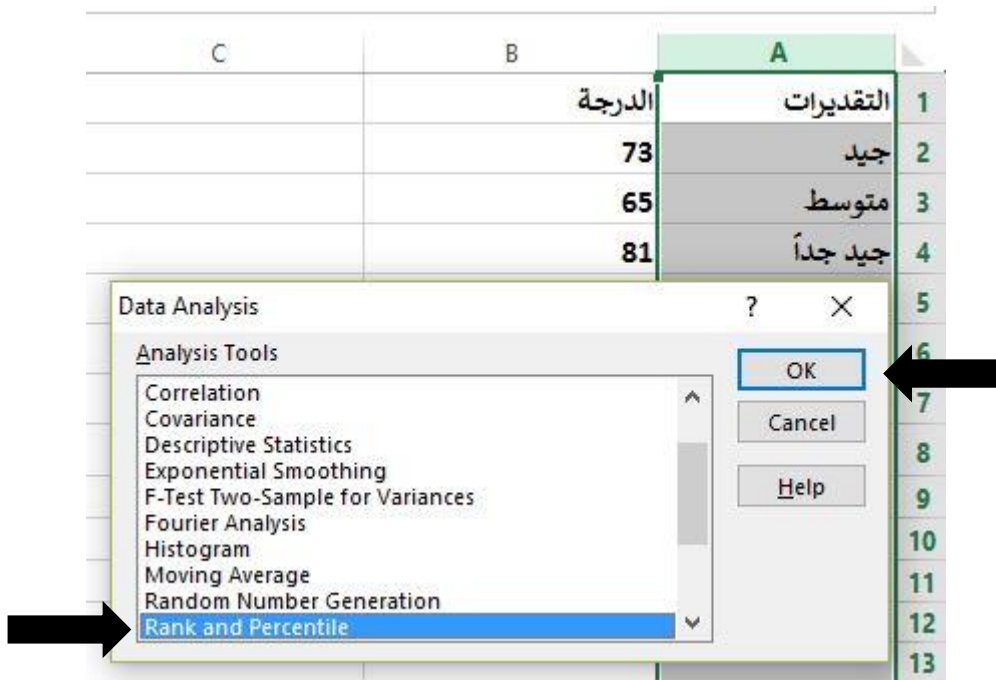 A B C
1 التقديرات الدرجة
2 جيد 73
3 متوسط 65
4 جيد جداً 81
5
6
7
8
9
10
11
12
13
Data Analysis ? X
Analysis Tools
Correlation
Covariance
Descriptive Statistics
Exponential Smoothing
F-Test Two-Sample for Variances
Fourier Analysis
Histogram
Moving Average
Random Number Generation
Rank and Percentile
OK
Cancel
Help